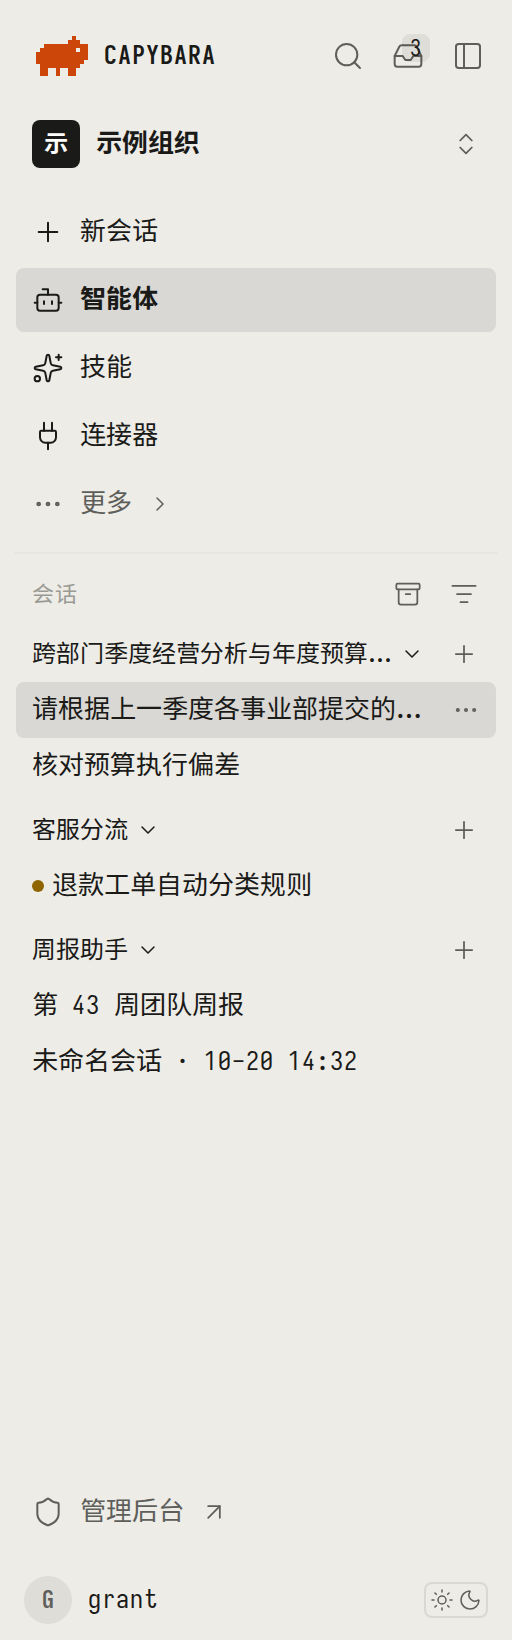 CAPYBARA
3
示 示例组织
新会话
智能体
技能
连接器
更多
会话
跨部门季度经营分析与年度预算...
请根据上一季度各事业部提交的...
核对预算执行偏差
客服分流
退款工单自动分类规则
周报助手
第 43 周团队周报
未命名会话 · 10-20 14:32
管理后台
G grant